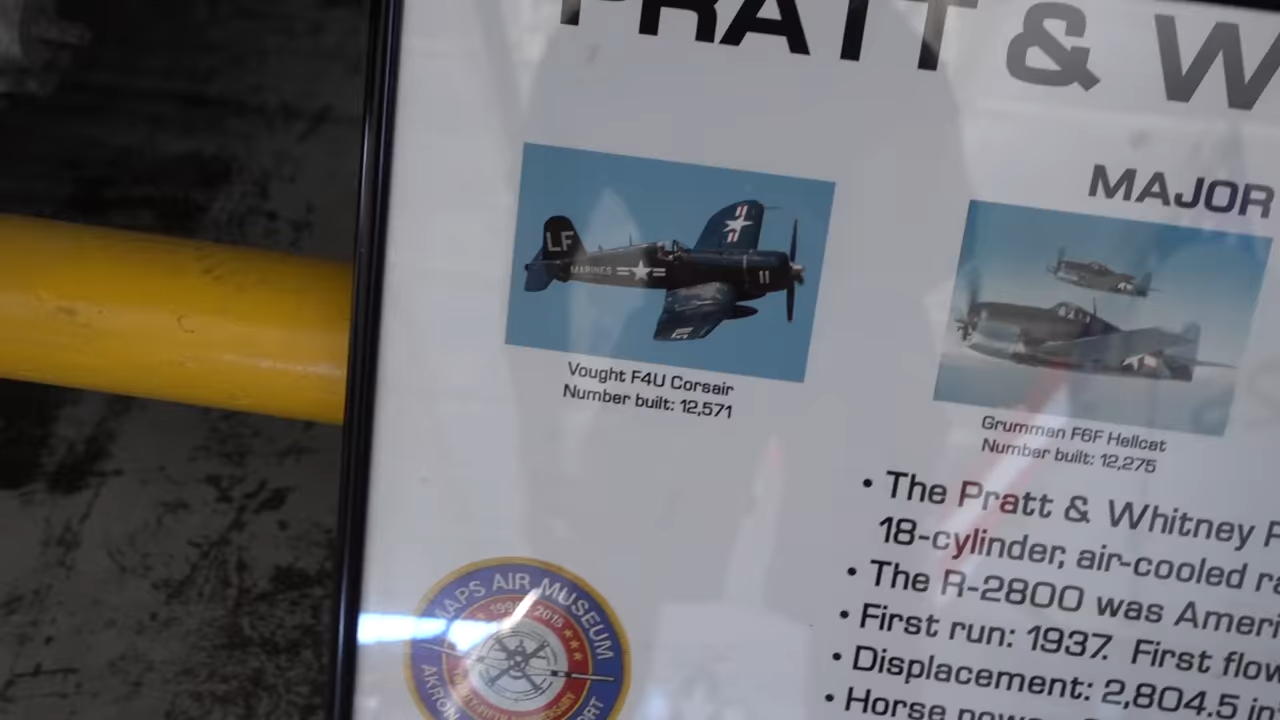 PRATT & W
MAJOR
LF
MARINES
11
Vought F4U Corsair
Number built: 12,571
Grumman F6F Hellcat
Number built: 12,275
• The Pratt & Whitney
18-cylinder, air-cooled
• The R-2800 was Ameri
• First run: 1937. First flow
• Displacement: 2,804.5 in
• Horse
MAPS AIR MUSEUM
2015
AKRON